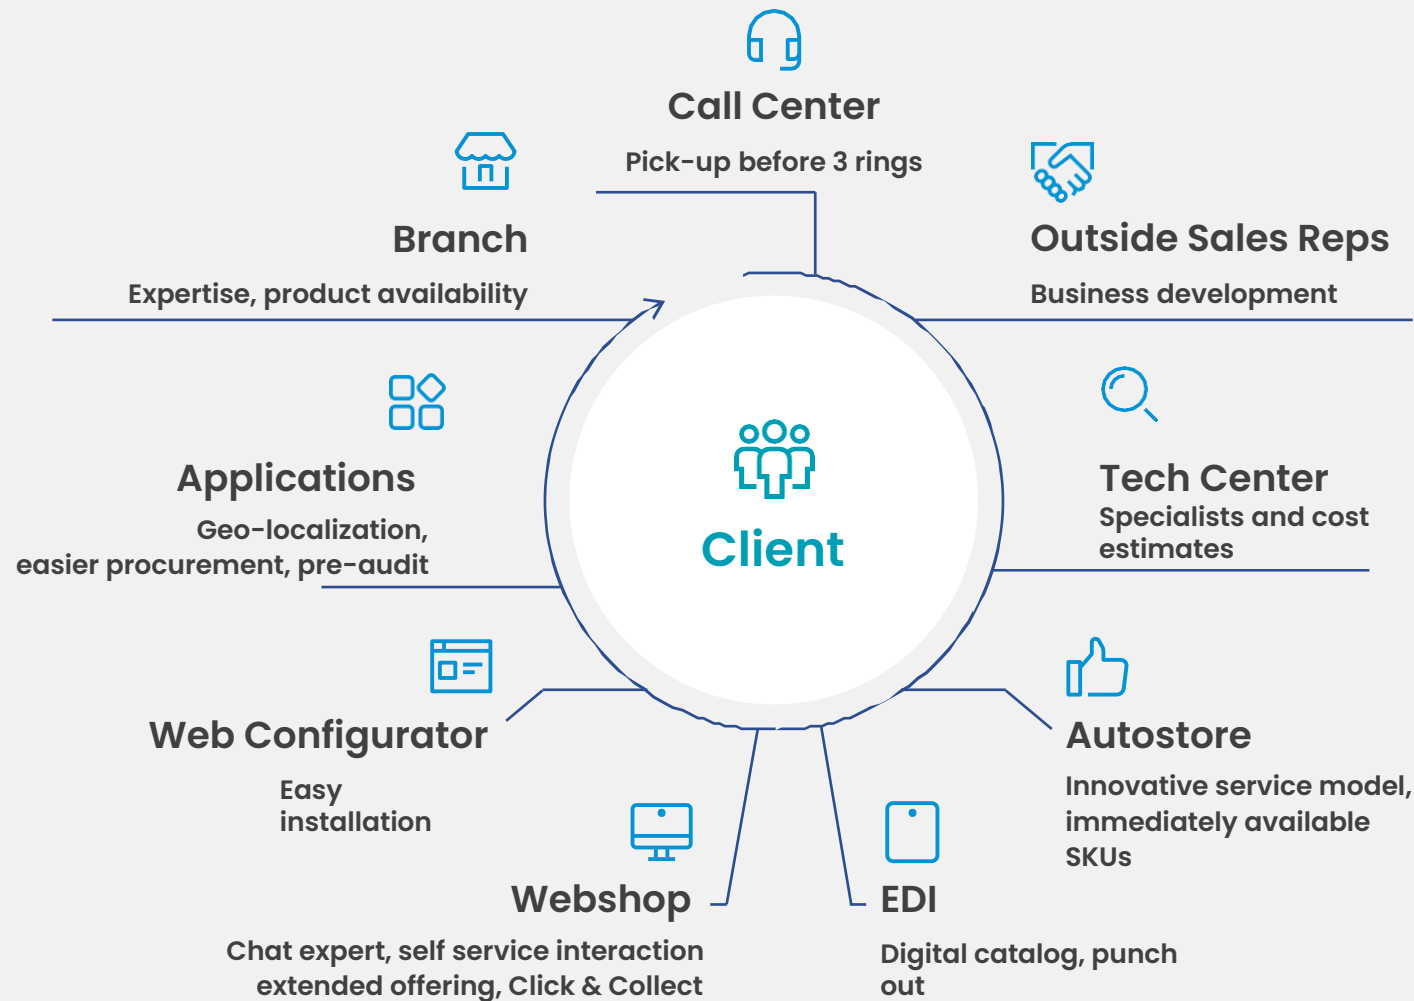 Call Center
Pick-up before 3 rings
Branch
Expertise, product availability
Outside Sales Reps
Business development
Applications
Geo-localization,
easier procurement, pre-audit
Client
Tech Center
Specialists and cost
estimates
Web Configurator
Easy
installation
Autostore
Innovative service model,
immediately available
SKUs
Webshop
Chat expert, self service interaction
extended offering, Click & Collect
EDI
Digital catalog, punch
out